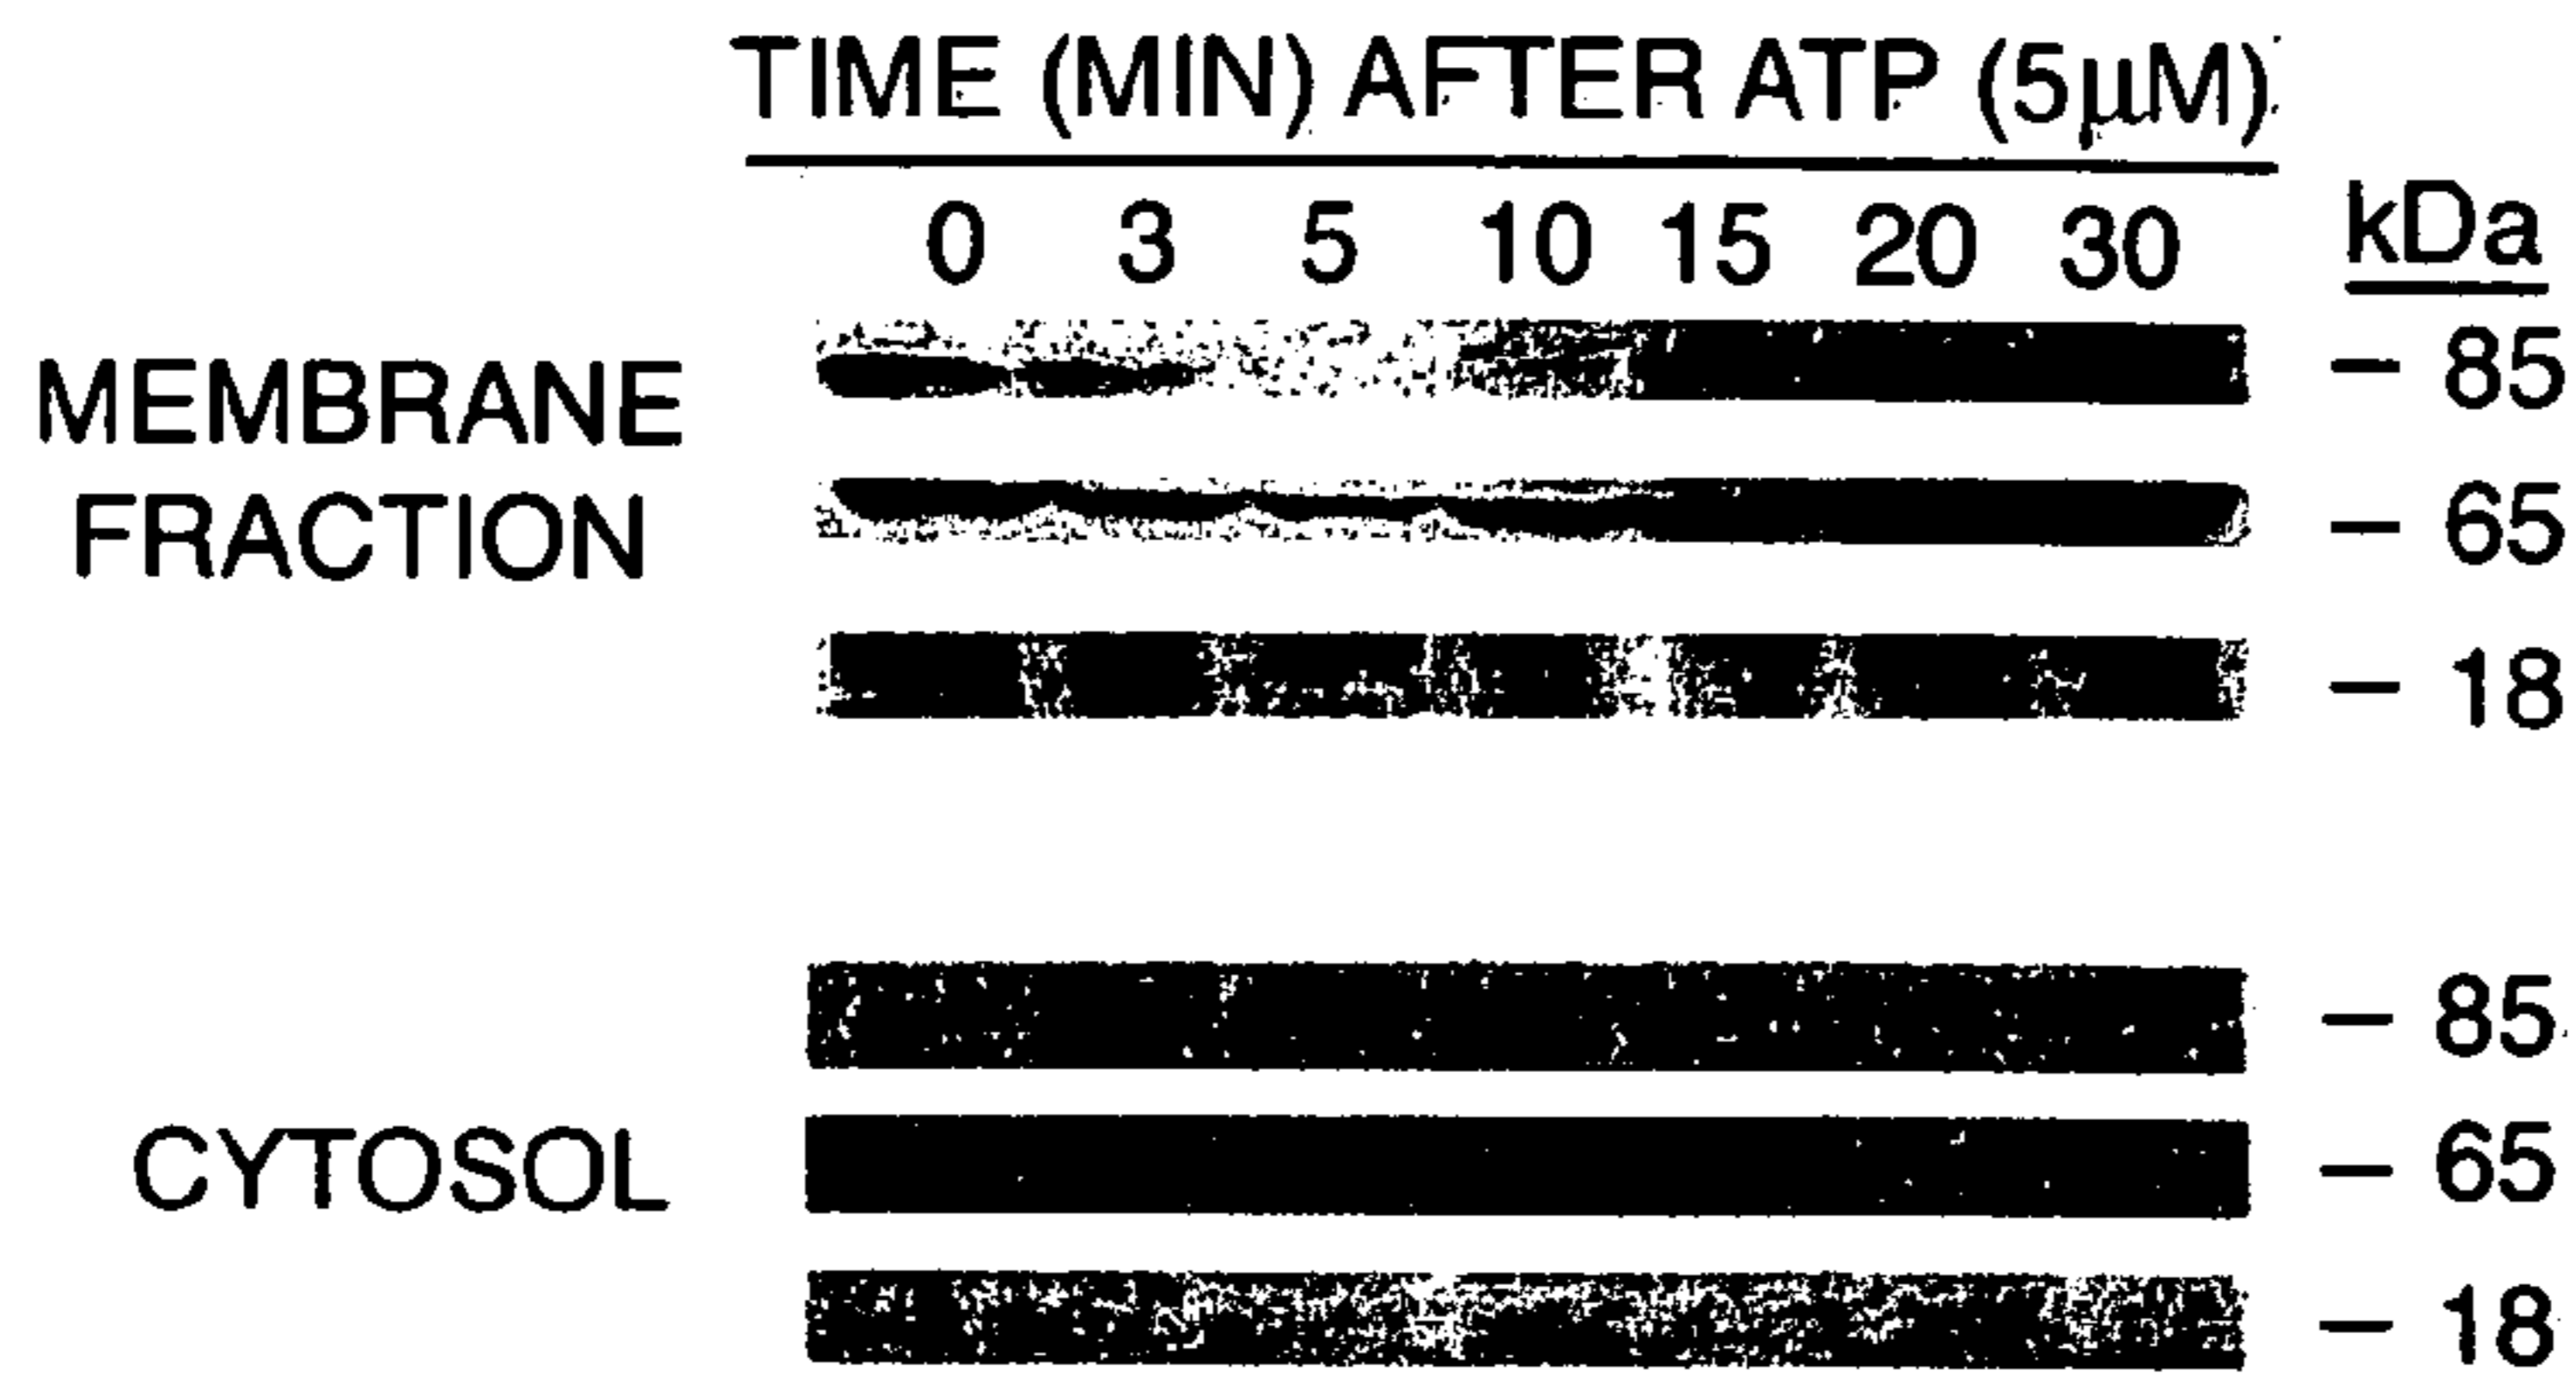 TIME (MIN) AFTER ATP (5µM)
0 3 5 10 15 20 30 kDa
MEMBRANE FRACTION
– 85
– 65
– 18
CYTOSOL
– 85
– 65
– 18